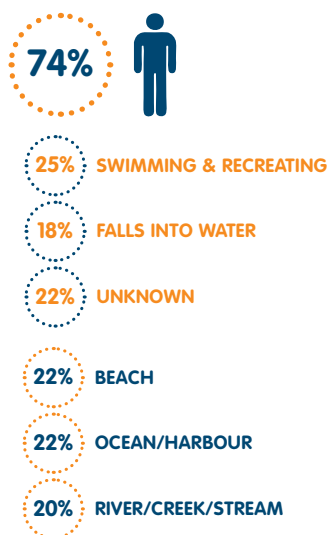 74%
25% SWIMMING & RECREATING
18% FALLS INTO WATER
22% UNKNOWN
22% BEACH
22% OCEAN/HARBOUR
20% RIVER/CREEK/STREAM